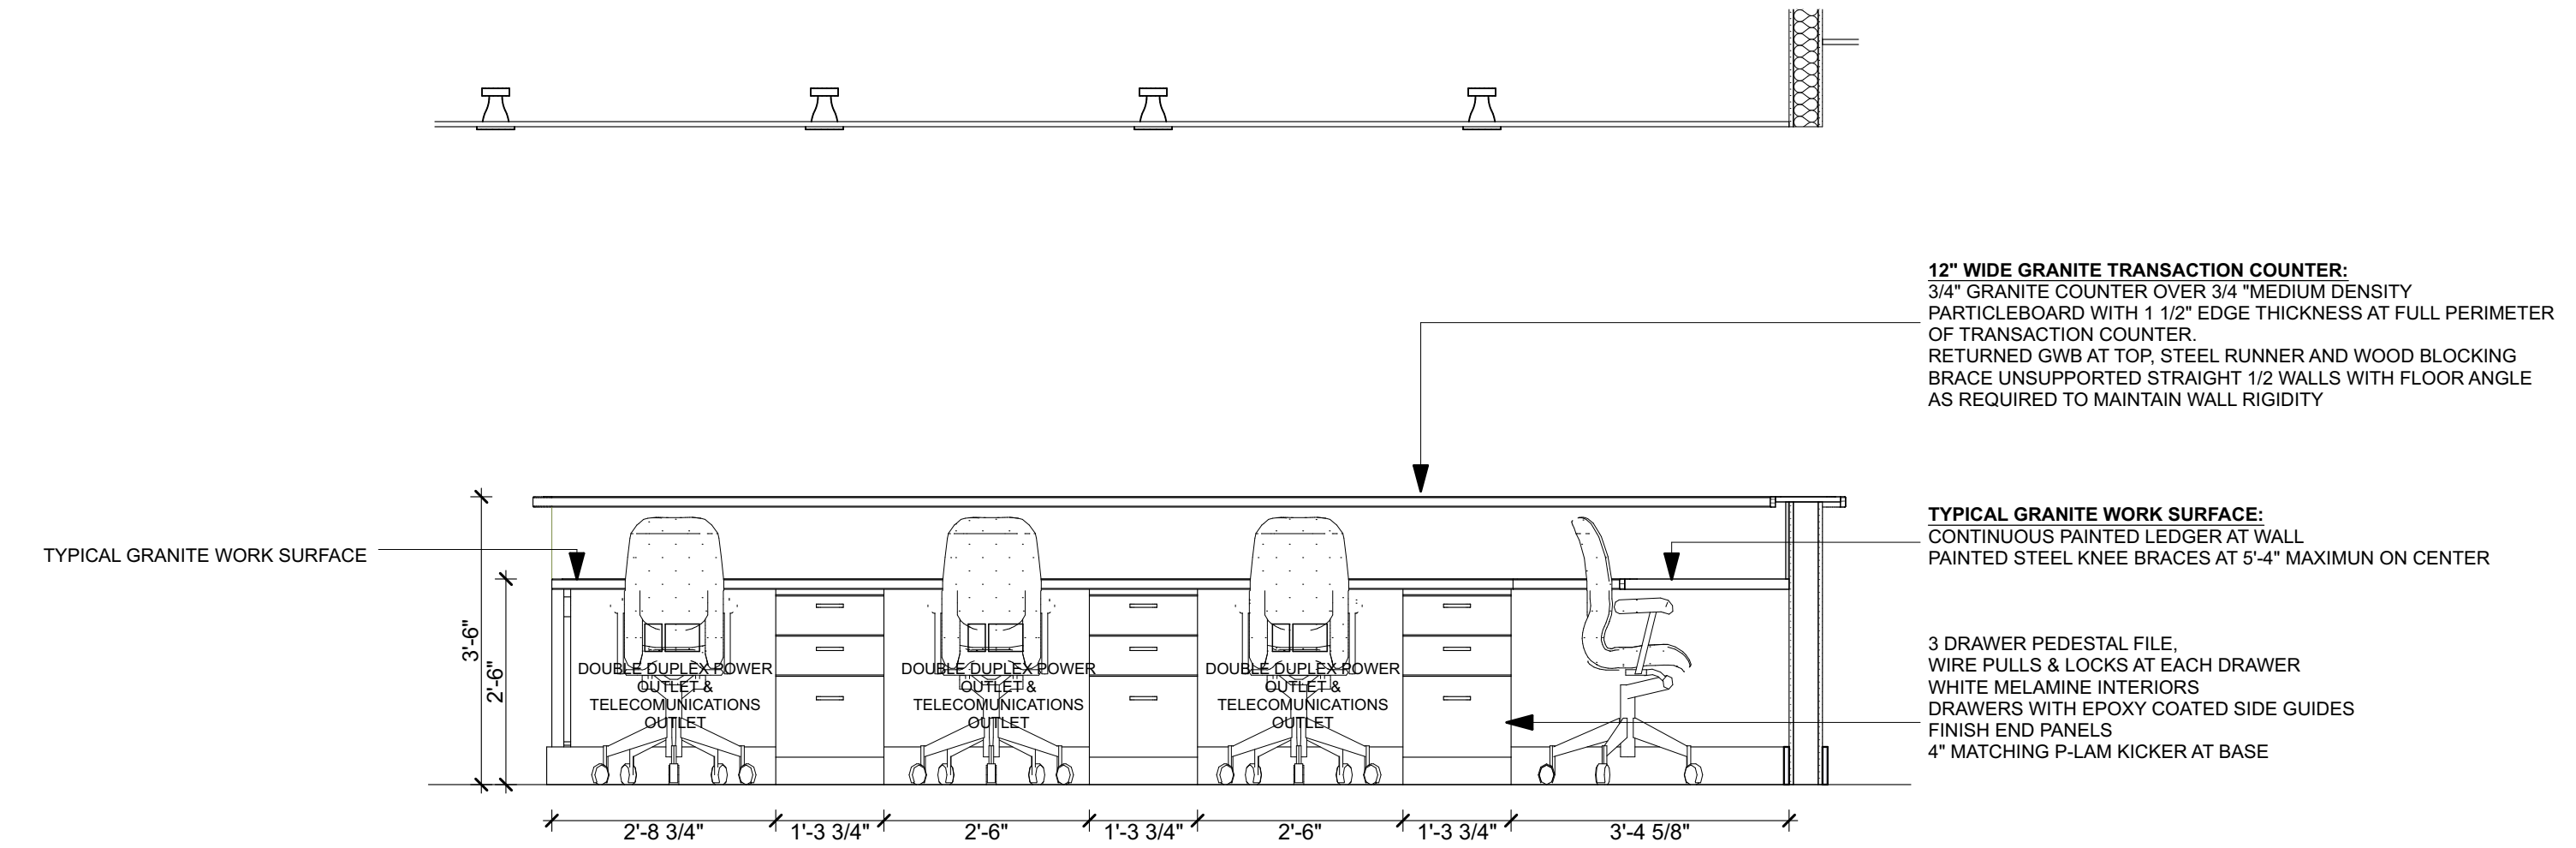 12" WIDE GRANITE TRANSACTION COUNTER:
3/4" GRANITE COUNTER OVER 3/4 "MEDIUM DENSITY
PARTICLEBOARD WITH 1 1/2" EDGE THICKNESS AT FULL PERIMETER
OF TRANSACTION COUNTER.
RETURNED GWB AT TOP, STEEL RUNNER AND WOOD BLOCKING
BRACE UNSUPPORTED STRAIGHT 1/2 WALLS WITH FLOOR ANGLE
AS REQUIRED TO MAINTAIN WALL RIGIDITY
TYPICAL GRANITE WORK SURFACE
TYPICAL GRANITE WORK SURFACE:
CONTINUOUS PAINTED LEDGER AT WALL
PAINTED STEEL KNEE BRACES AT 5'-4" MAXIMUN ON CENTER
3'-6"
2'-6"
DOUBLE DUPLEX POWER
OUTLET &
TELECOMUNICATIONS
OUTLET
DOUBLE DUPLEX POWER
OUTLET &
TELECOMUNICATIONS
OUTLET
DOUBLE DUPLEX POWER
OUTLET &
TELECOMUNICATIONS
OUTLET
3 DRAWER PEDESTAL FILE,
WIRE PULLS & LOCKS AT EACH DRAWER
WHITE MELAMINE INTERIORS
DRAWERS WITH EPOXY COATED SIDE GUIDES
FINISH END PANELS
4" MATCHING P-LAM KICKER AT BASE
2'-8 3/4"
1'-3 3/4"
2'-6"
1'-3 3/4"
2'-6"
1'-3 3/4"
3'-4 5/8"